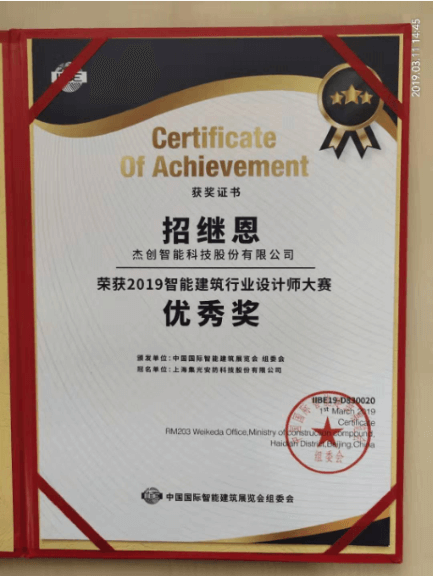 2019.03.11 14:45
Certificate
Of Achievement
获奖证书
招继恩
杰创智能科技股份有限公司
荣获2019智能建筑行业设计师大赛
优秀奖
颁发单位：中国国际智能建筑展览会 组委会
冠名单位：上海集光安防科技股份有限公司
IIBE19-D830020
1st March 2019
Certificate
RM203 Weikeda Office,Ministry of construction compound,
Haidian District,Beijing,China
组委会
中国国际智能建筑展览会组委会